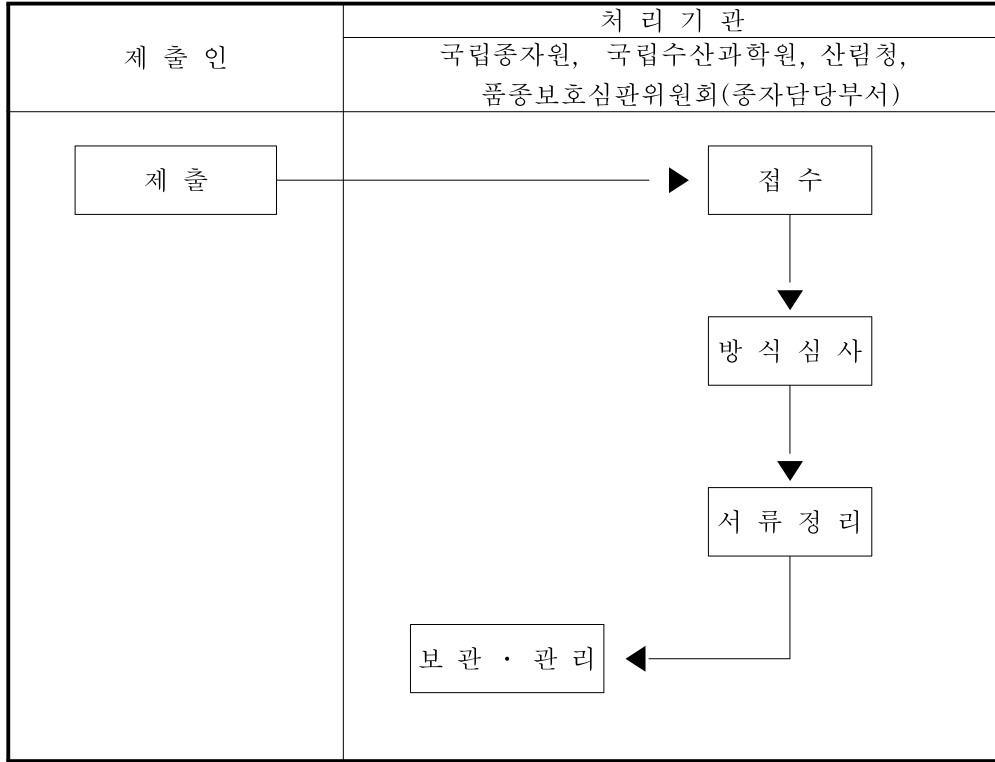 제 출 인
처 리 기 관
국립종자원, 국립수산과학원, 산림청,
품종보호심판위원회(종자담당부서)
제 출
접 수
방 식 심 사
서 류 정 리
보 관 · 관 리